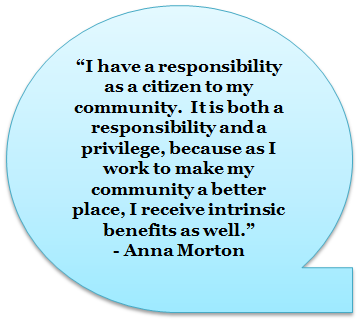 “I have a responsibility
as a citizen to my
community.  It is both a
responsibility and a
privilege, because as I
work to make my
community a better
place, I receive intrinsic
benefits as well.”
- Anna Morton